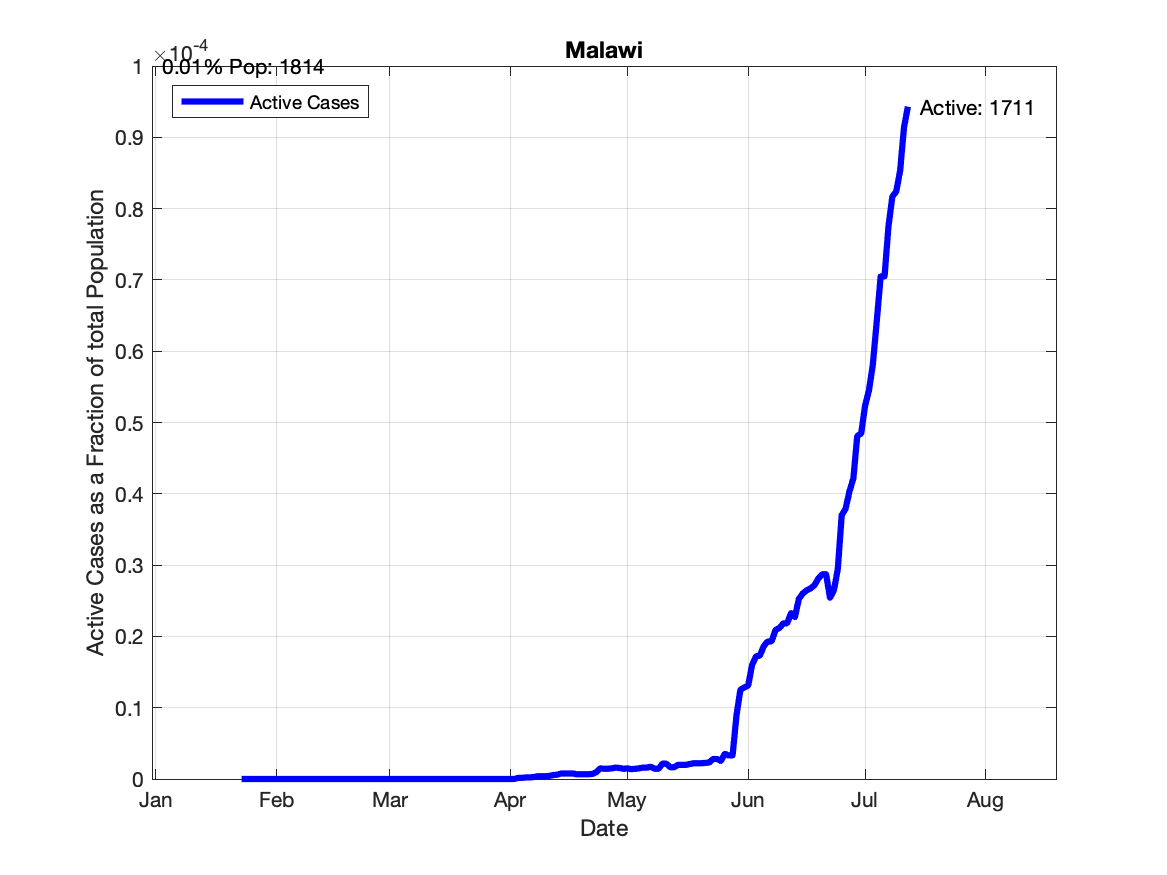 Malawi
×10-4
0.01% Pop: 1814
Active Cases
Active: 1711
1
0.9
0.8
0.7
0.6
0.5
0.4
0.3
0.2
0.1
0
Active Cases as a Fraction of total Population
Jan Feb Mar Apr May Jun Jul Aug
Date